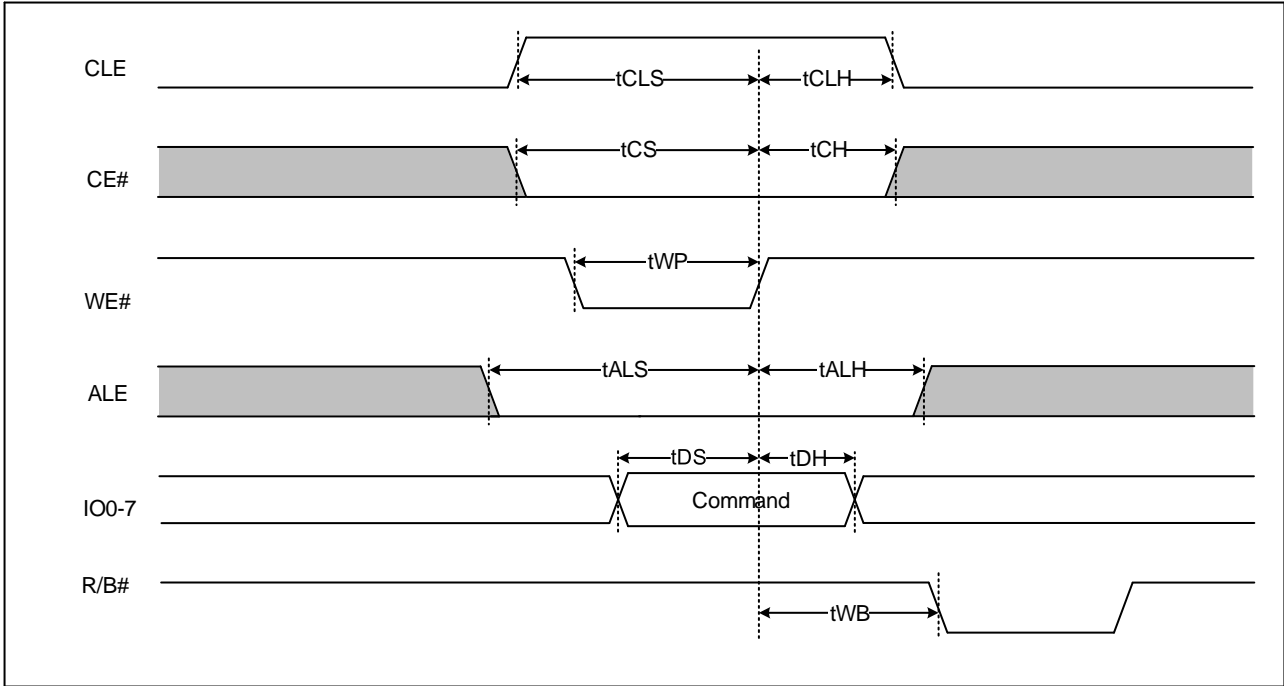 CLE
tCLS
tCLH
tCS
tCH
CE#
tWP
WE#
tALS
tALH
ALE
tDS
tDH
IO0-7
Command
R/B#
tWB